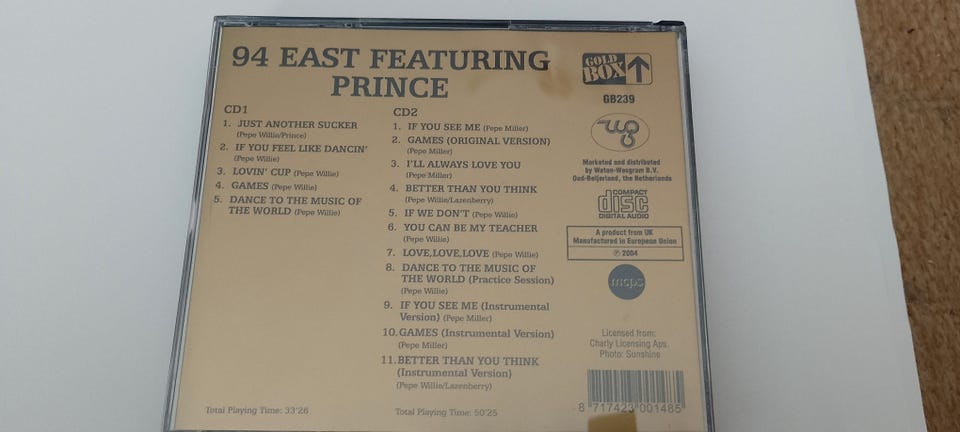 94 EAST FEATURING
PRINCE
CD1
1. JUST ANOTHER SUCKER
(Pepe Willie/Prince)
2. IF YOU FEEL LIKE DANCIN'
(Pepe Willie)
3. LOVIN' CUP (Pepe Willie)
4. GAMES (Pepe Willie)
5. DANCE TO THE MUSIC OF
THE WORLD (Pepe Willie)
Total Playing Time: 33'26
CD2
1. IF YOU SEE ME (Pepe Miller)
2. GAMES (ORIGINAL VERSION)
(Pepe Miller)
3. I'LL ALWAYS LOVE YOU
(Pepe Miller)
4. BETTER THAN YOU THINK
(Pepe Willie/Lazenberry)
5. IF WE DON'T (Pepe Willie)
6. YOU CAN BE MY TEACHER
(Pepe Willie)
7. LOVE,LOVE,LOVE (Pepe Willie)
8. DANCE TO THE MUSIC OF
THE WORLD (Practice Session)
(Pepe Willie)
9. IF YOU SEE ME (Instrumental
Version) (Pepe Miller)
10. GAMES (Instrumental Version)
(Pepe Miller)
11. BETTER THAN YOU THINK
(Instrumental Version)
(Pepe Willie/Lazenberry)
Total Playing Time: 50'25
GOLD
BOX
GB239
wg
Marketed and distributed
by Weton-Wesgram B.V.
Oud-Beijerland, the Netherlands
COMPACT
disc
DIGITAL AUDIO
A product from UK
Manufactured in European Union
℗ 2004
mcps
Licensed from:
Charly Licensing Aps.
Photo: Sunshine
8 717423 001485